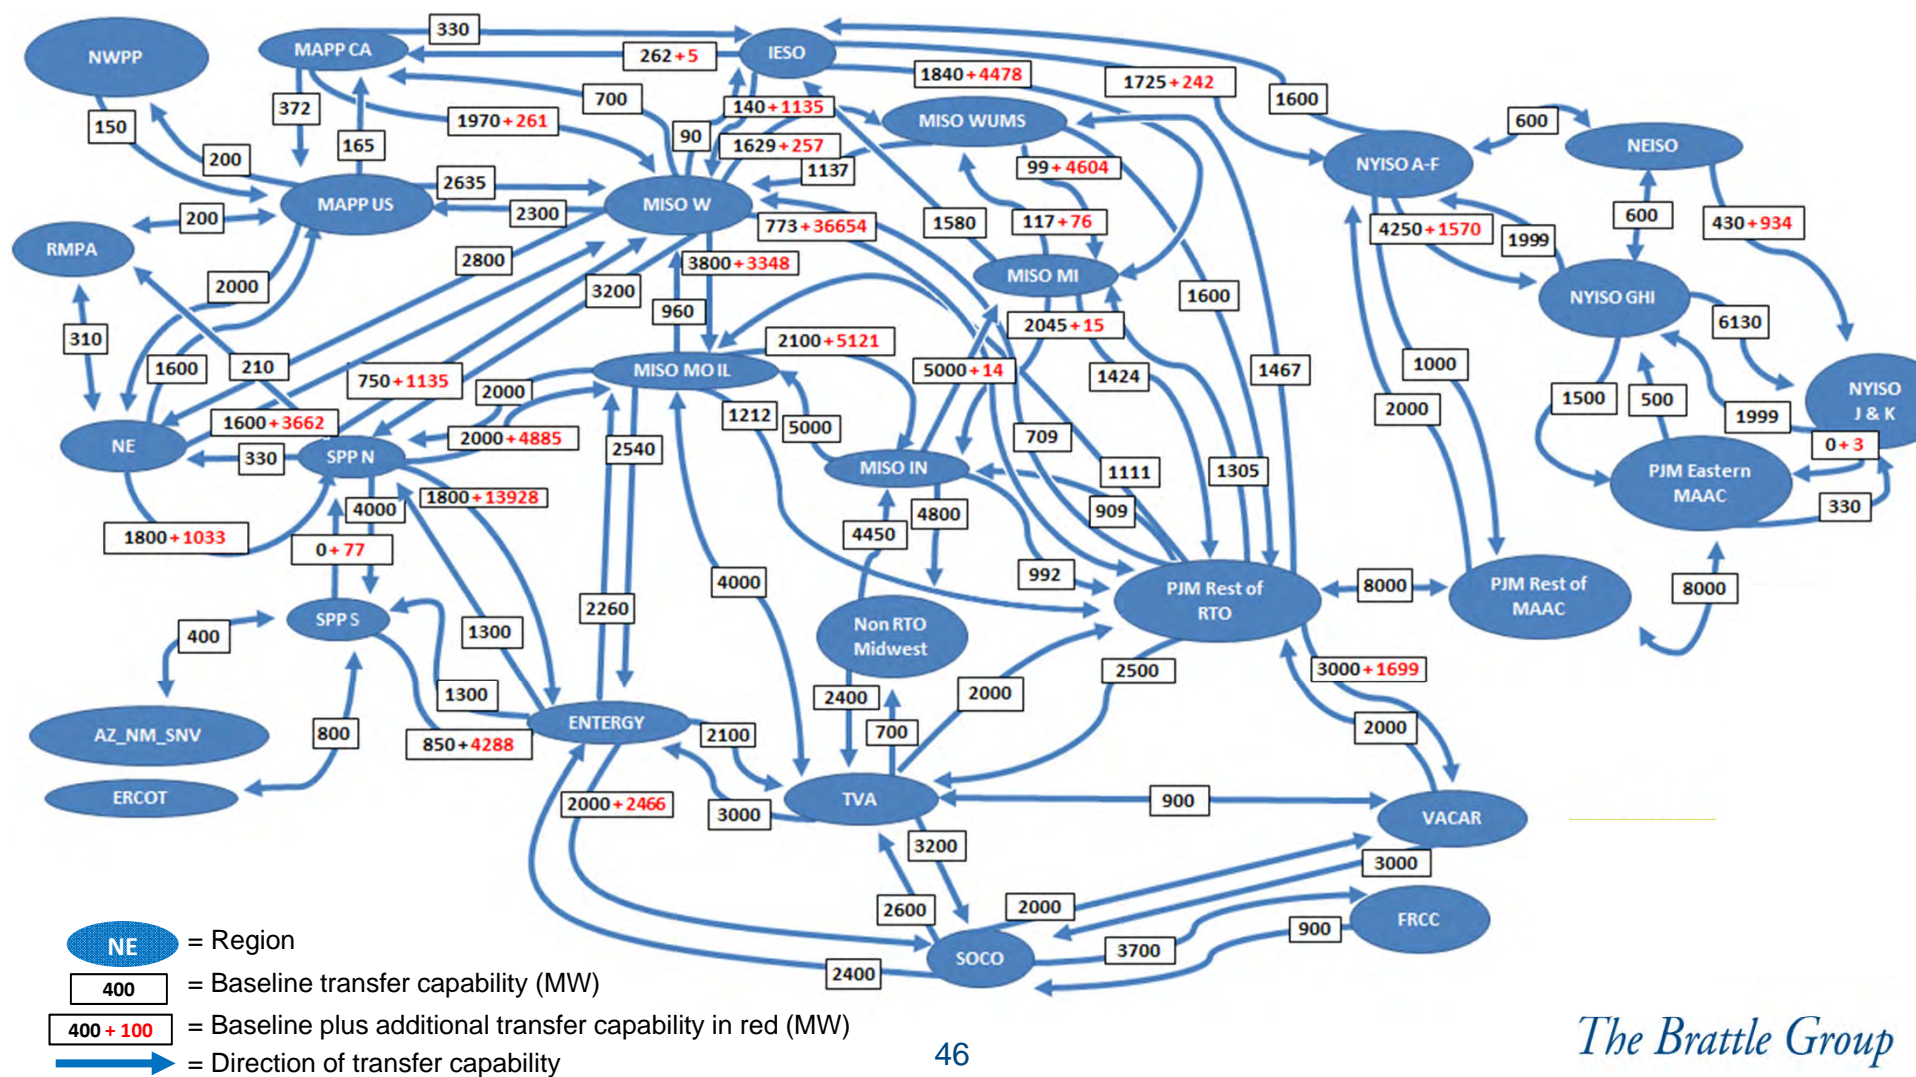 330
NWPP
MAPP CA
IESO
262 + 5
1840 + 4478
1725 + 242
1600
700
150
372
1970 + 261
140 + 1135
MISO WUMS
600
NEISO
90
165
1629 + 257
200
1137
99 + 4604
NYISO A-F
2635
MAPP US
MISO W
2300
200
773 + 36654
1580
117 + 76
4250 + 1570
1999
600
430 + 934
RMPA
2800
3800 + 3348
MISO MI
2000
3200
1600
NYISO GHI
960
2045 + 15
6130
310
2100 + 5121
1600
210
750 + 1135
MISO MO IL
5000 + 14
1424
1467
1000
2000
1212
5000
2000
1500
500
1999
NYISO
J & K
1600 + 3662
2000 + 4885
2540
709
0 + 3
NE
330
SPP N
MISO IN
1111
1305
PJM Eastern
MAAC
1800 + 13928
4000
4800
909
330
1800 + 1033
0 + 77
4450
4000
992
2260
PJM Rest of
RTO
8000
PJM Rest of
MAAC
8000
SPP S
400
1300
Non RTO
Midwest
1300
2400
2000
2500
3000 + 1699
AZ_NM_SNV
800
850 + 4288
ENTERGY
2100
700
2000
ERCOT
2000 + 2466
3000
TVA
900
VACAR
3200
3000
2600
2000
FRCC
900
SOCO
3700
2400
NE = Region
400 = Baseline transfer capability (MW)
400 + 100 = Baseline plus additional transfer capability in red (MW)
= Direction of transfer capability
46
The Brattle Group